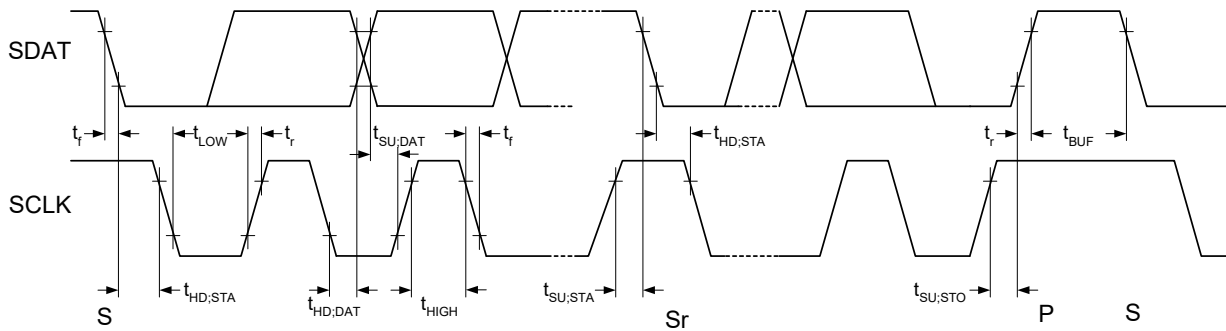 SDAT
t_f t_LOW t_r t_SU;DAT t_f t_HD;STA t_r t_BUF
SCLK
t_HD;STA t_HD;DAT t_HIGH t_SU;STA t_SU;STO
S Sr P S